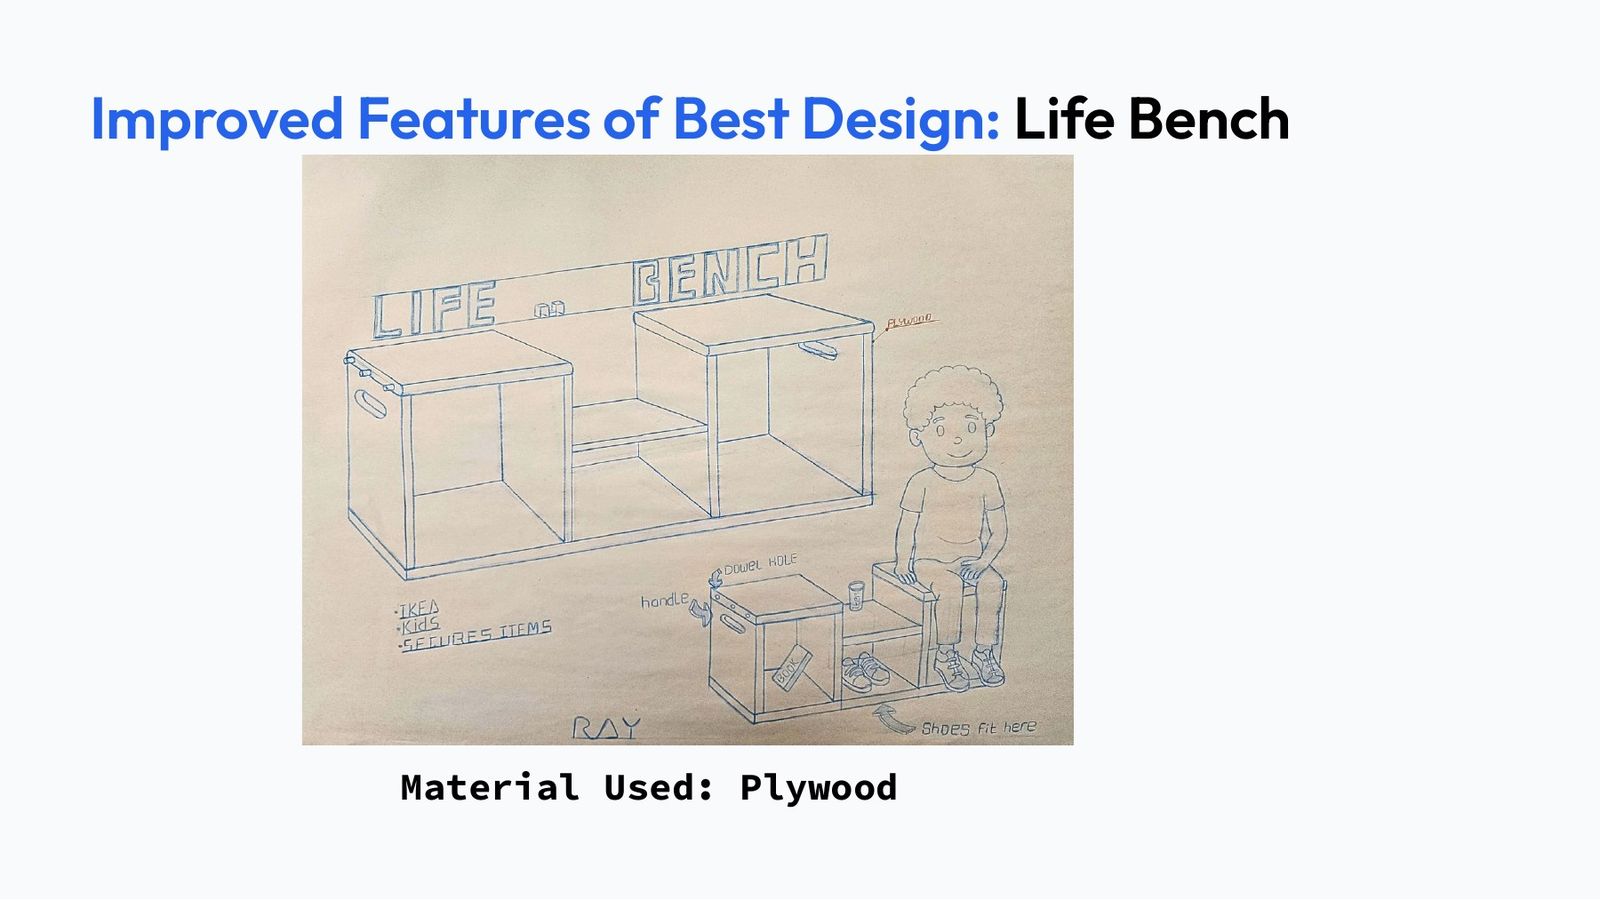 Improved Features of Best Design: Life Bench
LIFE BENCH
PLYWOOD
DOWEL HOLE
handle
•IKEA
•Kids
•SECURES ITEMS
BOOK
RAY
Shoes fit here
Material Used: Plywood